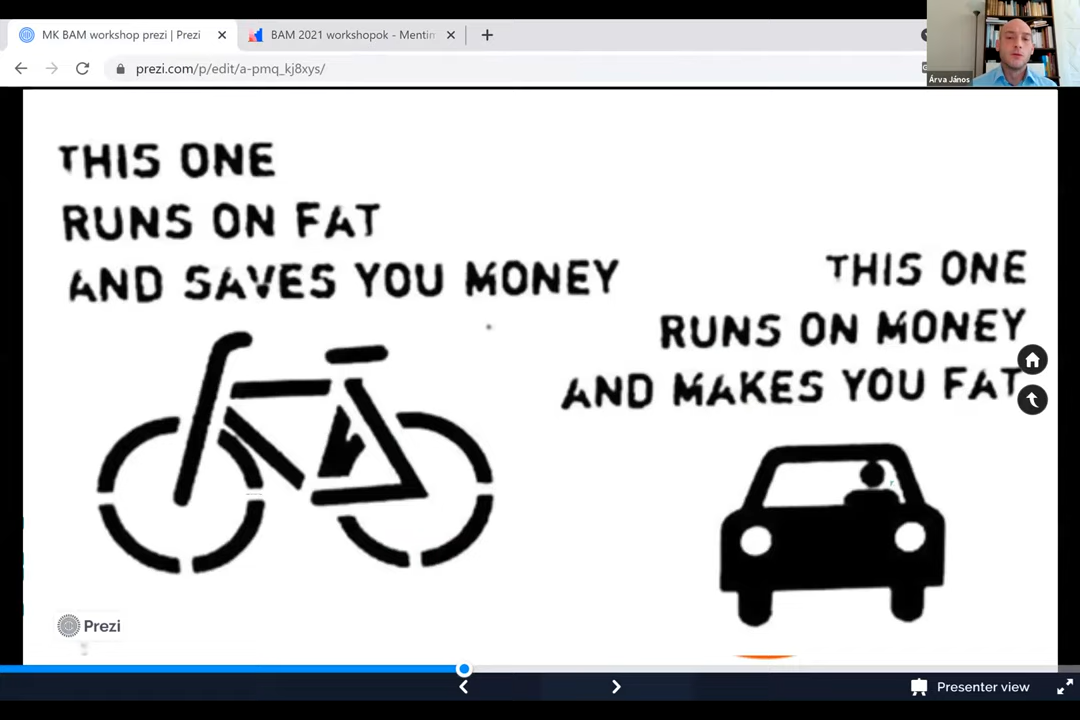 MK BAM workshop prezi | Prezi
BAM 2021 workshopok - Mentim
prezi.com/p/edit/a-pmq_kj8xys/
Árva János
THIS ONE
RUNS ON FAT
AND SAVES YOU MONEY
THIS ONE
RUNS ON MONEY
AND MAKES YOU FAT
Prezi
Presenter view